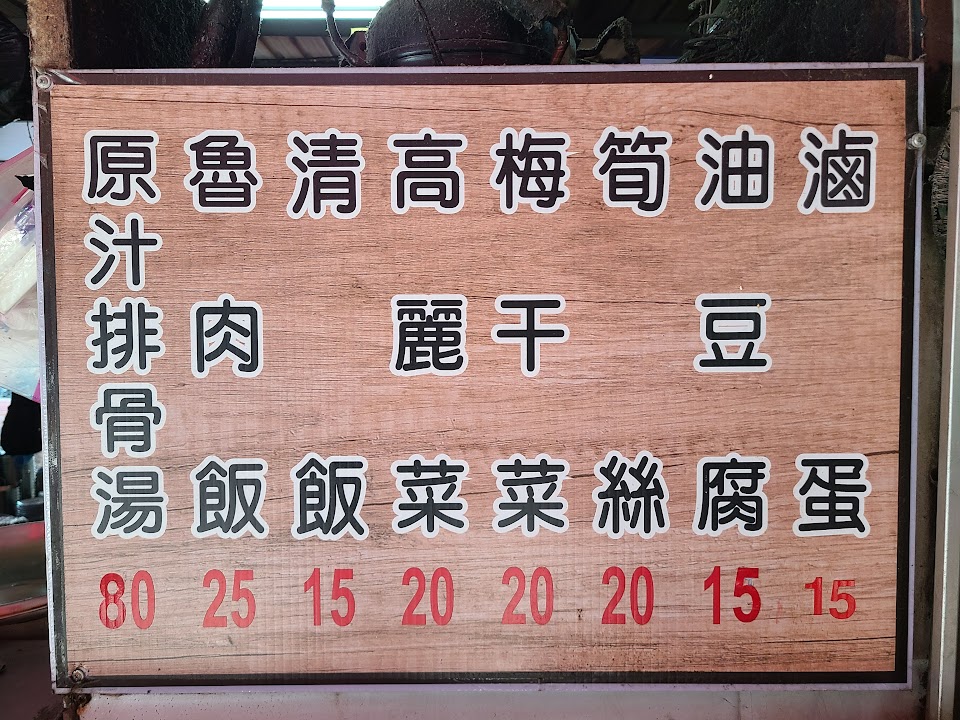 滷蛋 15
油豆腐 15
筍絲 20
梅干菜 20
高麗菜 20
清飯 15
魯肉飯 25
原汁排骨湯 80